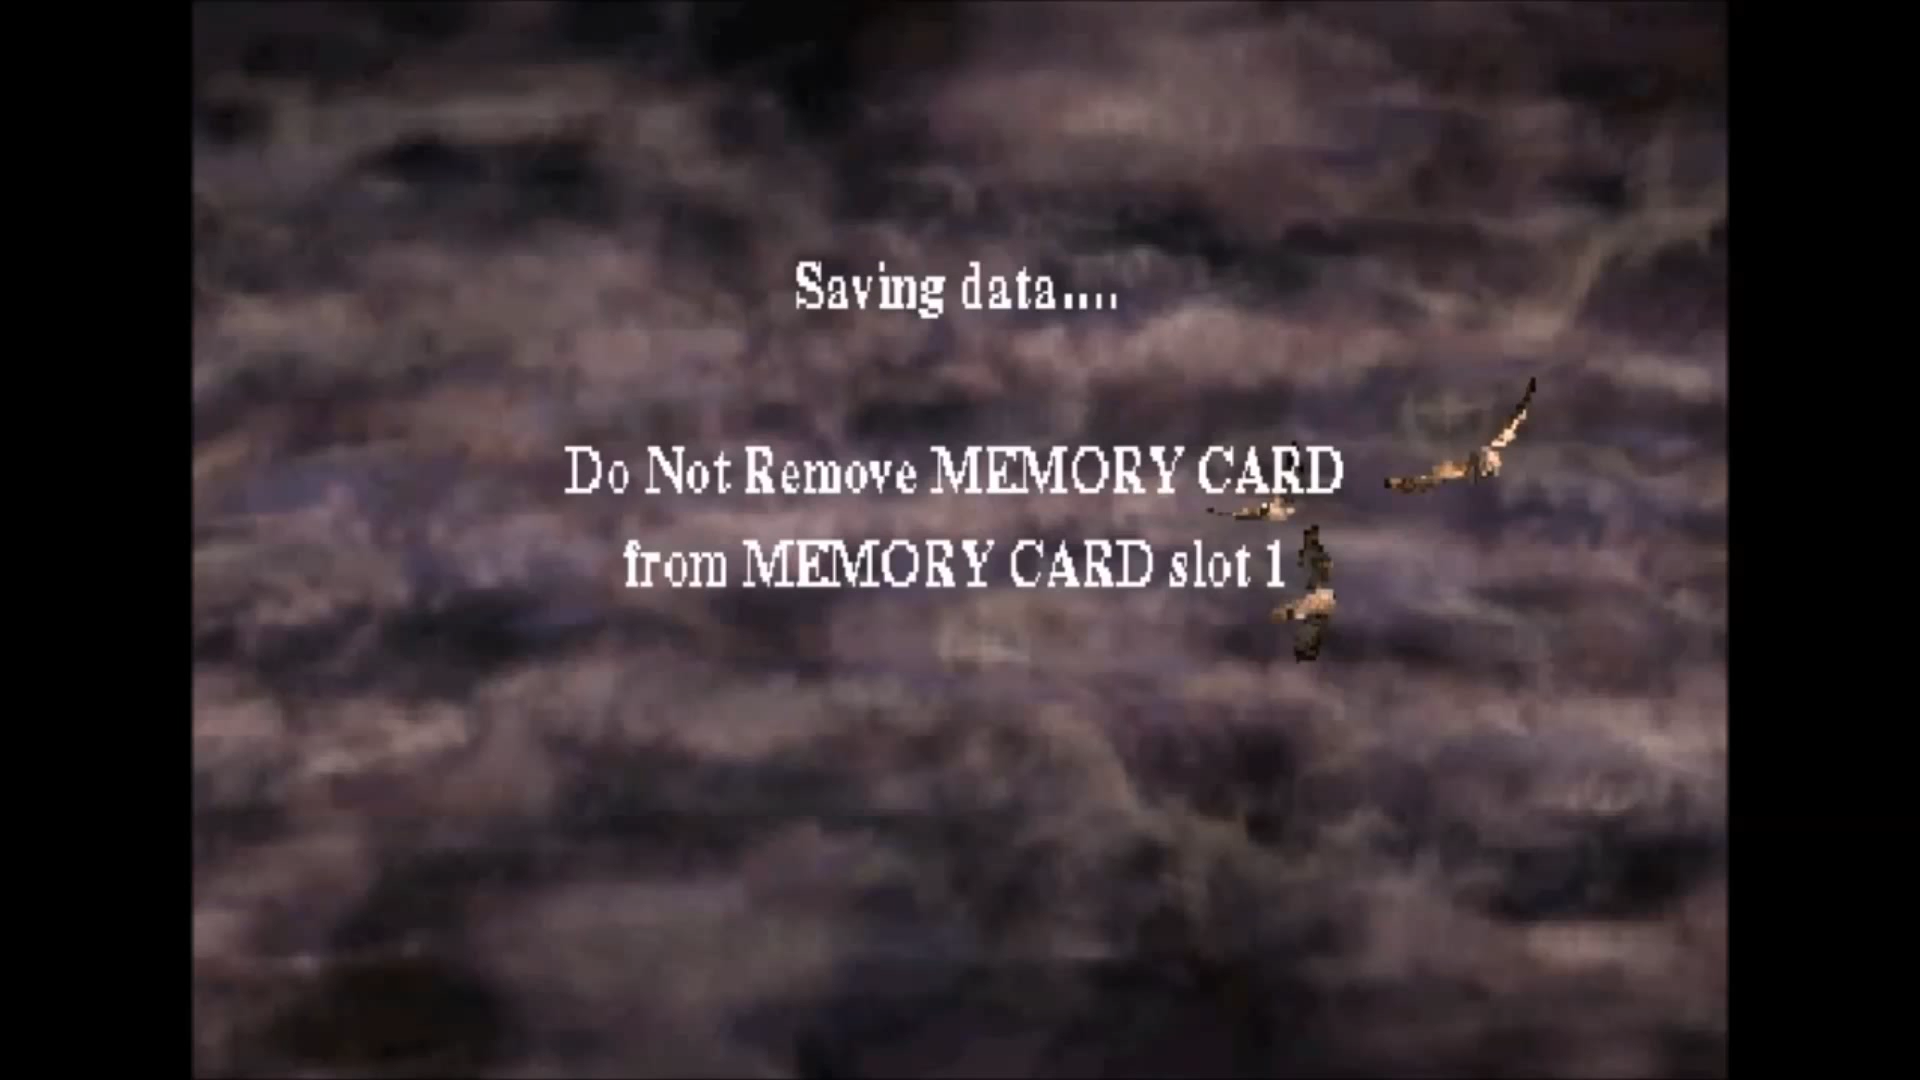 Saving data....
Do Not Remove MEMORY CARD
from MEMORY CARD slot 1